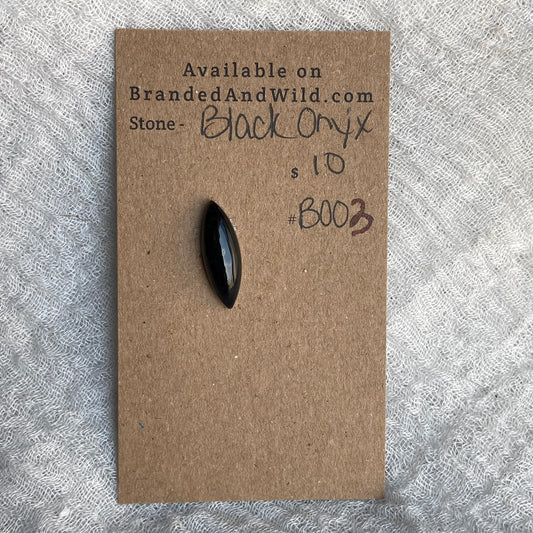 Available on
BrandedAndWild.com
Stone - Black Onyx
$ 10
#B003